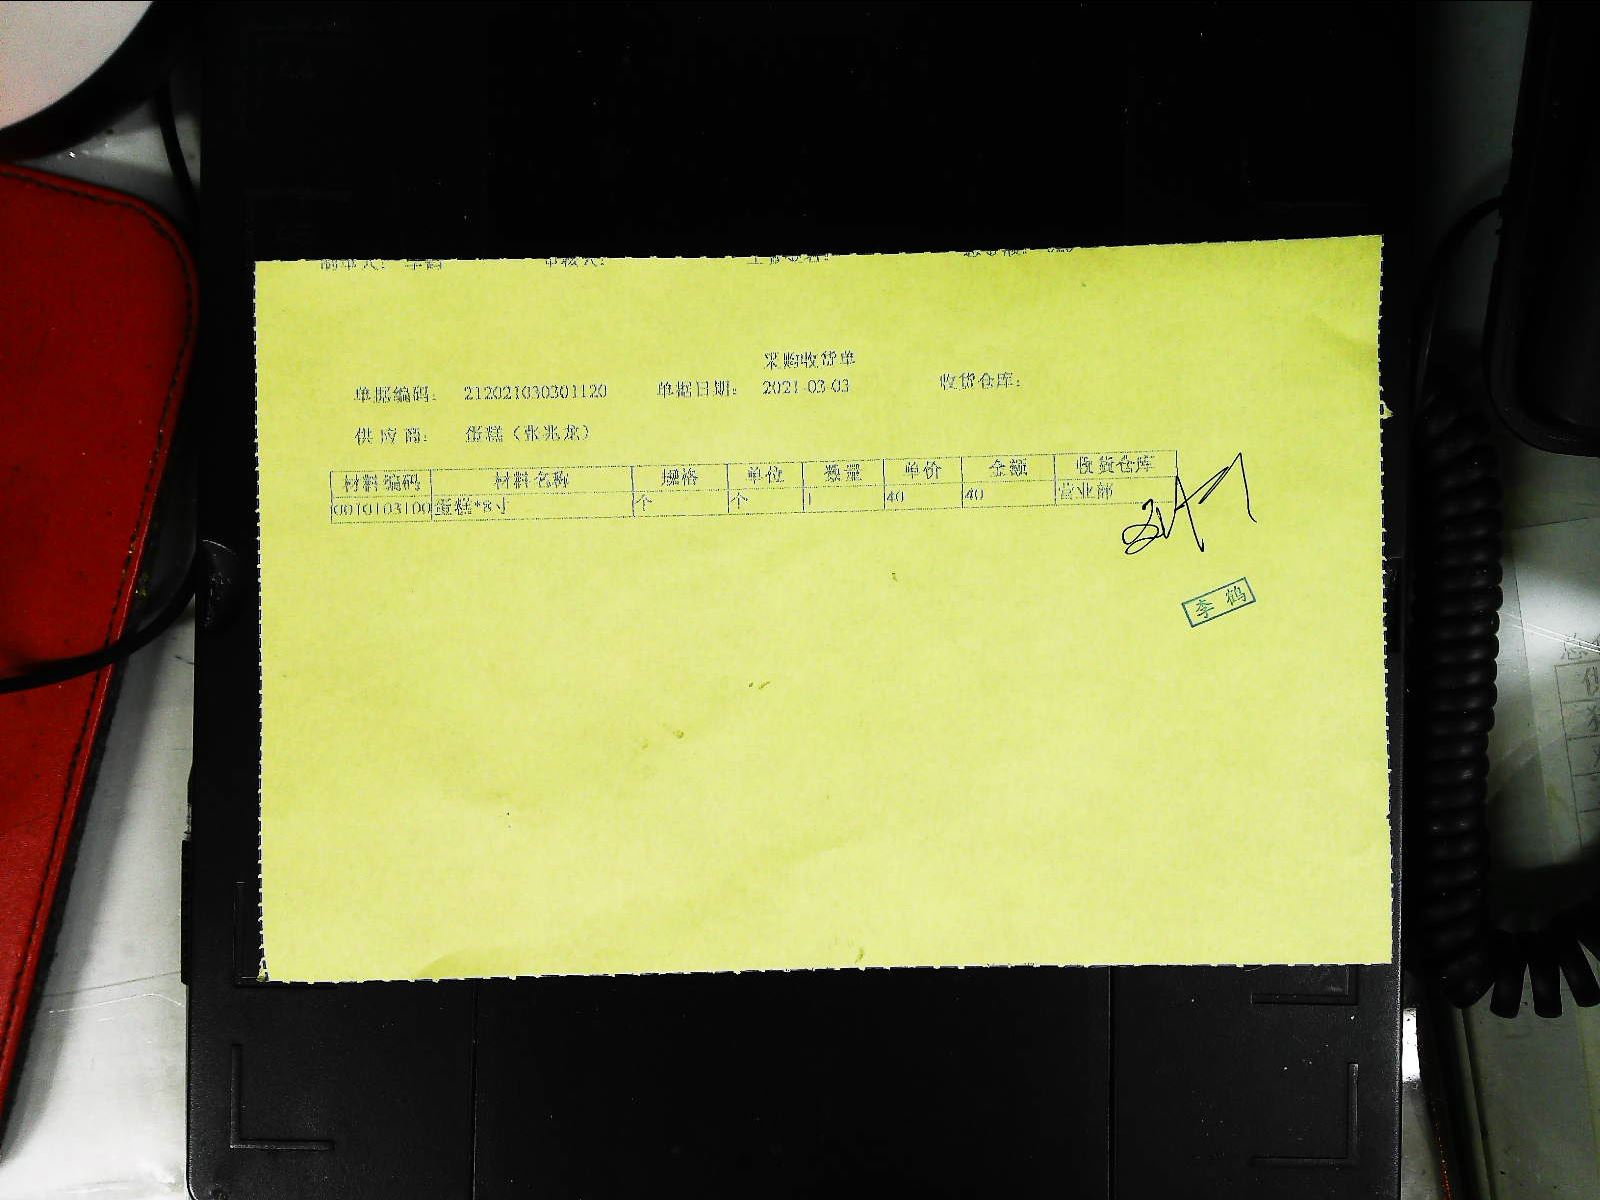 采购收货单
单据编码： 212021030301120 单据日期： 2021-03-03 收货仓库：
供 应 商： 蛋糕（张兆龙）
材料编码 材料名称 规格 单位 数量 单价 金额 收货仓库
0010103100 蛋糕*8寸 个 个 1 40 40 营业部
李鹤